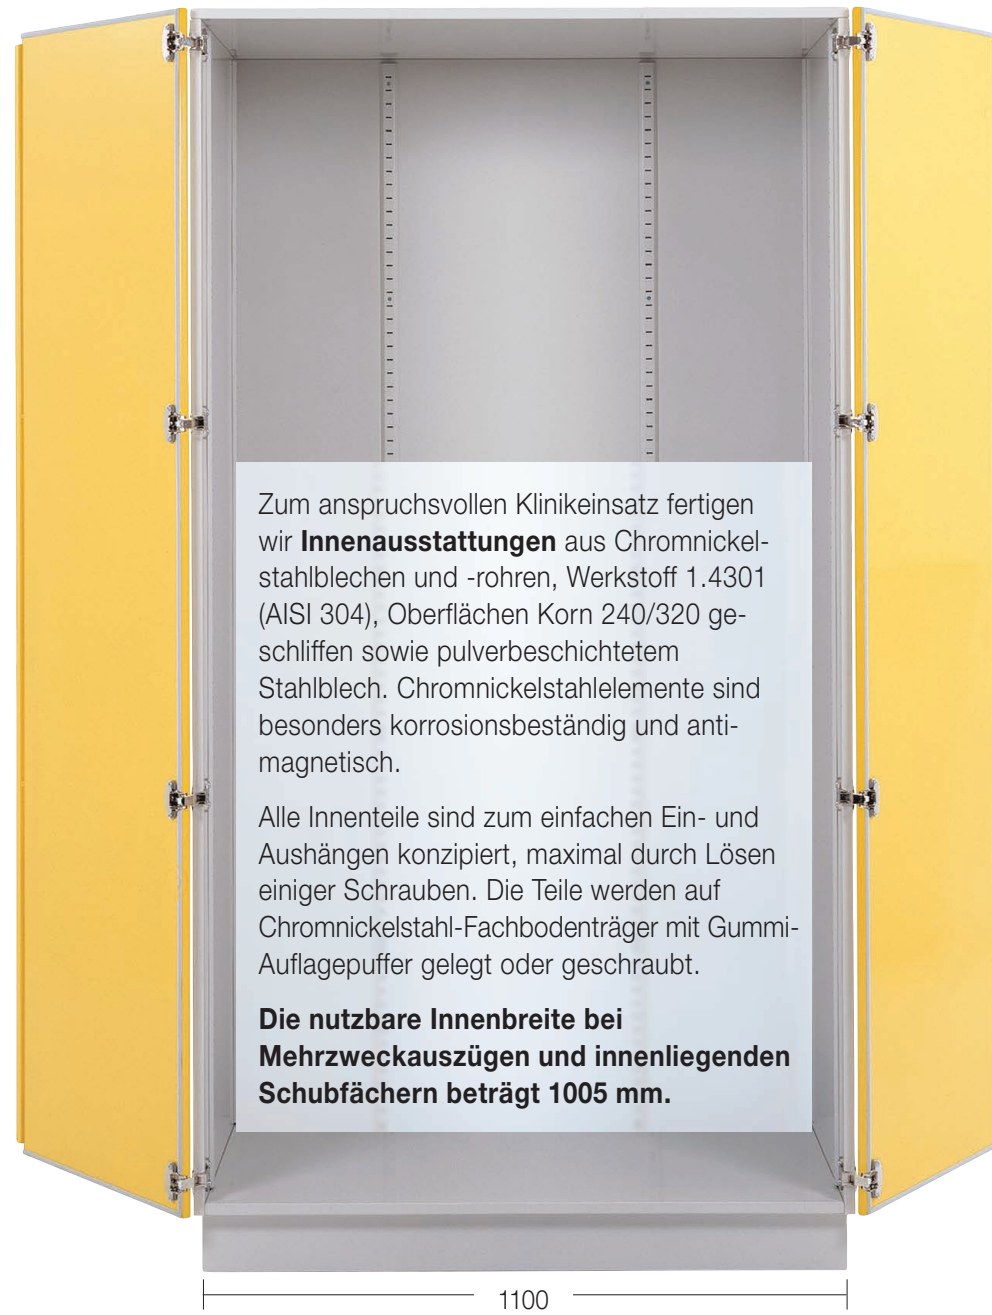 Zum anspruchsvollen Klinikeinsatz fertigen
wir Innenausstattungen aus Chromnickel-
stahlblechen und -rohren, Werkstoff 1.4301
(AISI 304), Oberflächen Korn 240/320 ge-
schliffen sowie pulverbeschichtetem
Stahlblech. Chromnickelstahlelemente sind
besonders korrosionsbeständig und anti-
magnetisch.
Alle Innenteile sind zum einfachen Ein- und
Aushängen konzipiert, maximal durch Lösen
einiger Schrauben. Die Teile werden auf
Chromnickelstahl-Fachbodenträger mit Gummi-
Auflagepuffer gelegt oder geschraubt.
Die nutzbare Innenbreite bei
Mehrzweckauszügen und innenliegenden
Schubfächern beträgt 1005 mm.
1100